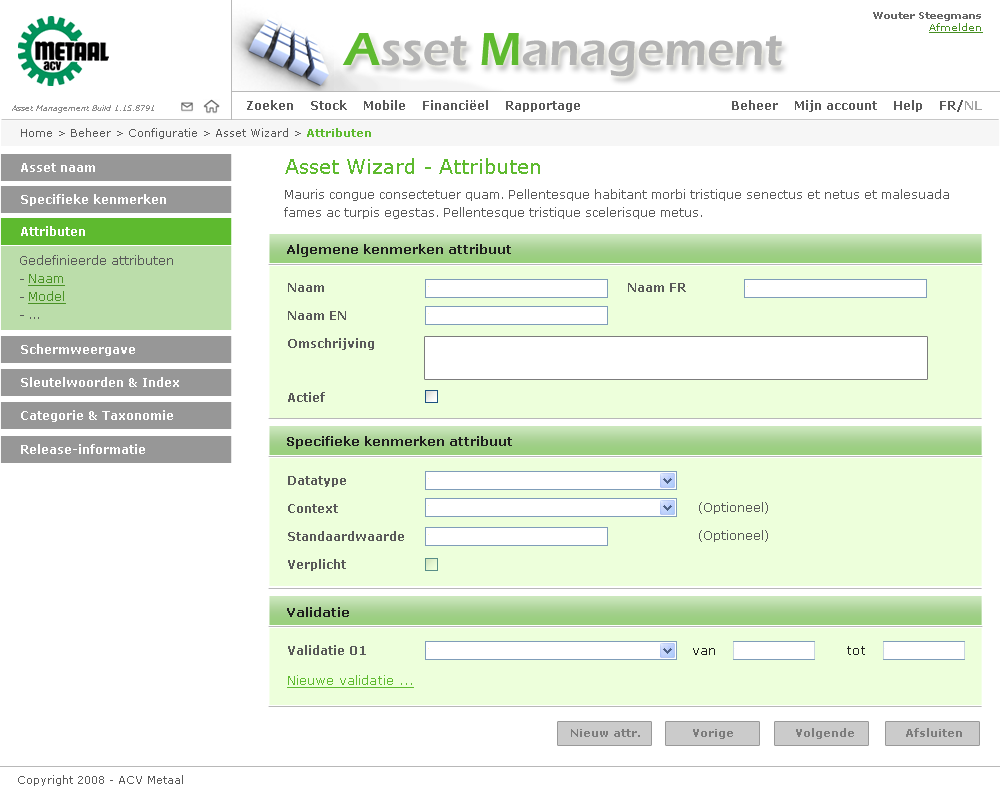 METAAL
acv
Asset Management Build 1.15.8791
Asset Management
Wouter Steegmans
Afmelden
Zoeken Stock Mobile Financiëel Rapportage Beheer Mijn account Help FR/NL
Home > Beheer > Configuratie > Asset Wizard > Attributen
Asset naam
Specifieke kenmerken
Attributen
Gedefinieerde attributen
- Naam
- Model
- ...
Schermweergave
Sleutelwoorden & Index
Categorie & Taxonomie
Release-informatie
Asset Wizard - Attributen
Mauris congue consectetuer quam. Pellentesque habitant morbi tristique senectus et netus et malesuada
fames ac turpis egestas. Pellentesque tristique scelerisque metus.
Algemene kenmerken attribuut
Naam Naam FR
Naam EN
Omschrijving
Actief
Specifieke kenmerken attribuut
Datatype
Context (Optioneel)
Standaardwaarde (Optioneel)
Verplicht
Validatie
Validatie 01 van tot
Nieuwe validatie ...
Nieuw attr. Vorige Volgende Afsluiten
Copyright 2008 - ACV Metaal